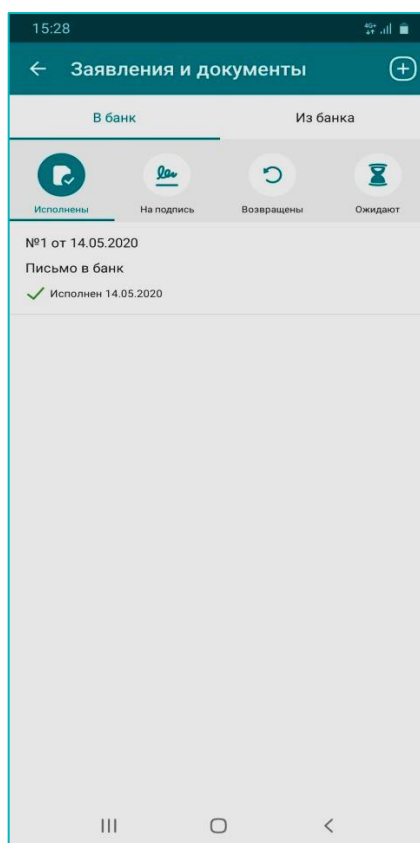 15:28
4G+
Заявления и документы
В банк
Из банка
Исполнены
На подпись
Возвращены
Ожидают
№1 от 14.05.2020
Письмо в банк
Исполнен 14.05.2020